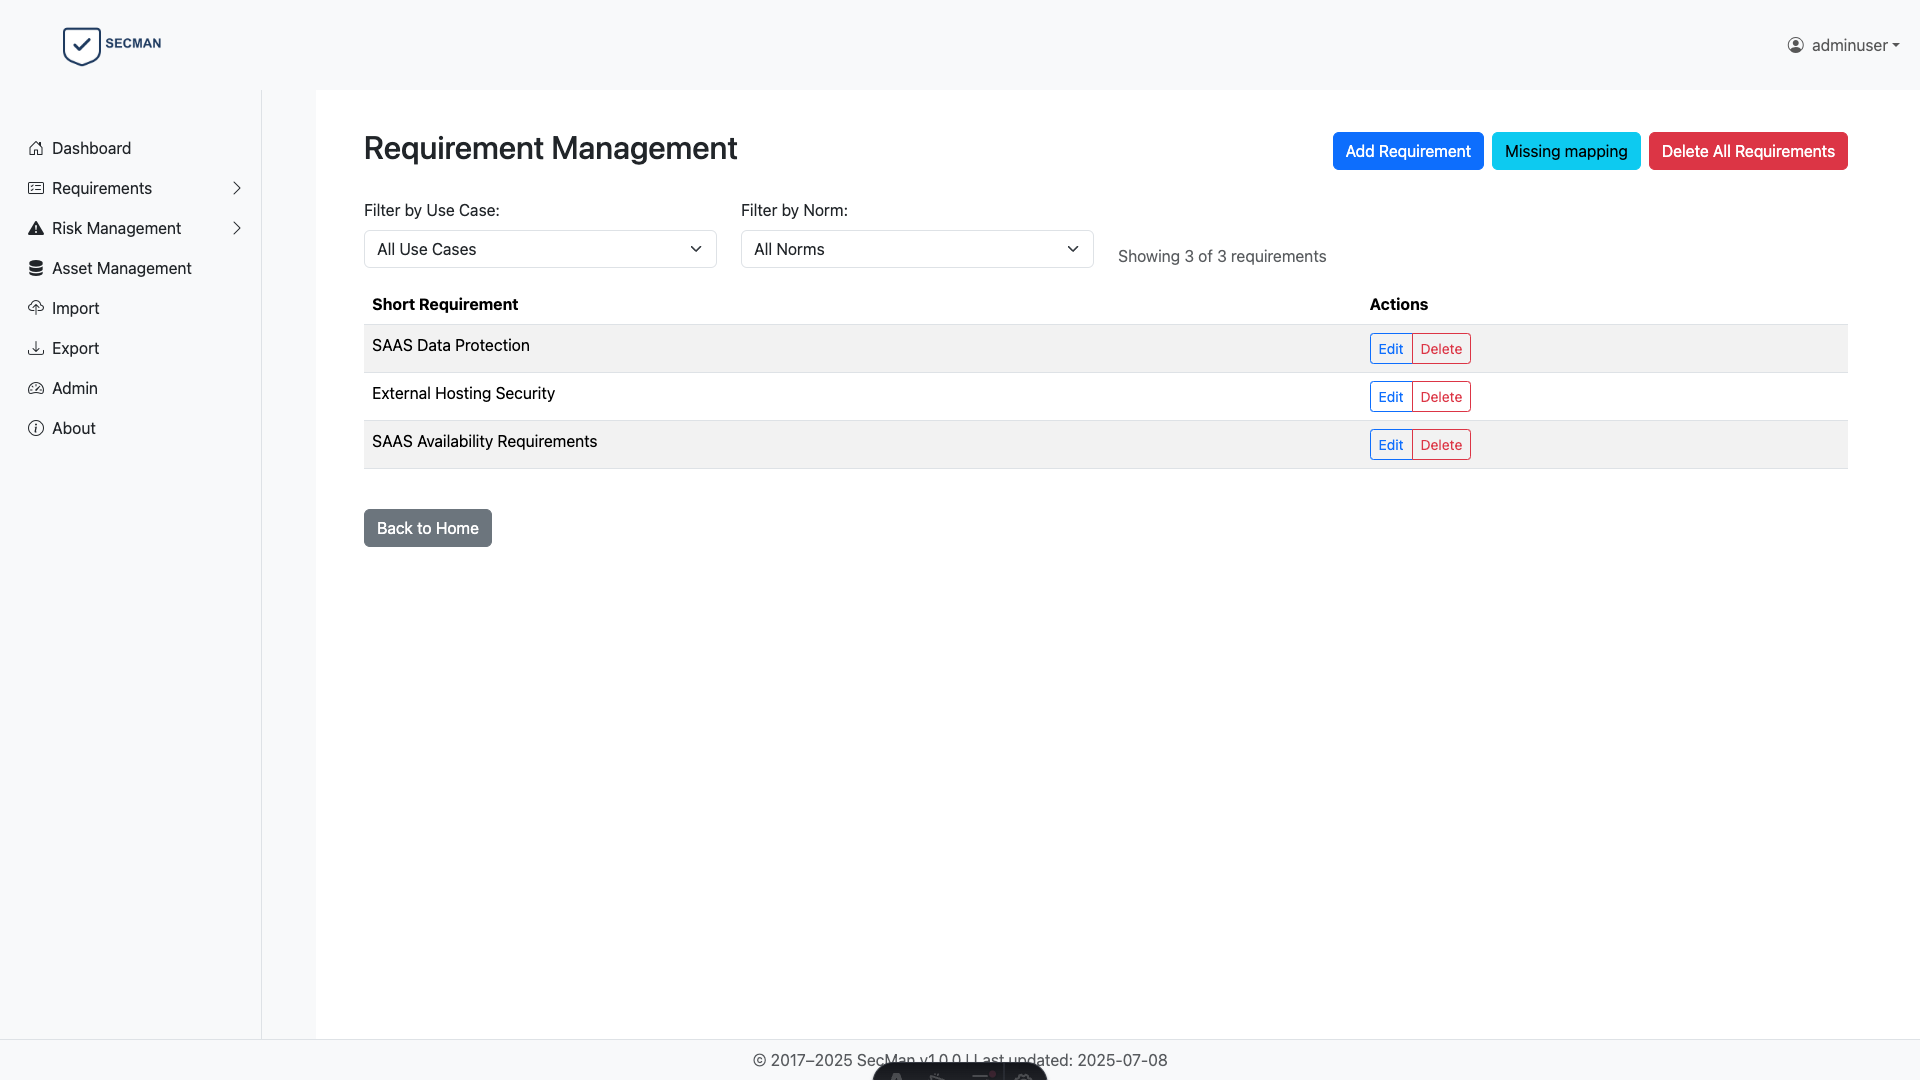 SECMAN
adminuser
Dashboard
Requirements
Risk Management
Asset Management
Import
Export
Admin
About
Requirement Management
Add Requirement
Missing mapping
Delete All Requirements
Filter by Use Case:
Filter by Norm:
All Use Cases
All Norms
Showing 3 of 3 requirements
Short Requirement
Actions
SAAS Data Protection
Edit
Delete
External Hosting Security
Edit
Delete
SAAS Availability Requirements
Edit
Delete
Back to Home
© 2017–2025 SecMan v1.0.0 | Last updated: 2025-07-08